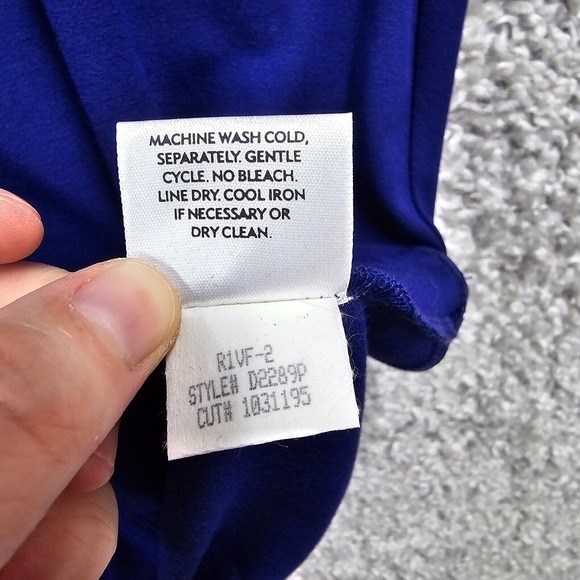 MACHINE WASH COLD,
SEPARATELY. GENTLE
CYCLE. NO BLEACH.
LINE DRY. COOL IRON
IF NECESSARY OR
DRY CLEAN.
R1VF-2
STYLE# D2289P
CUT# 1031195